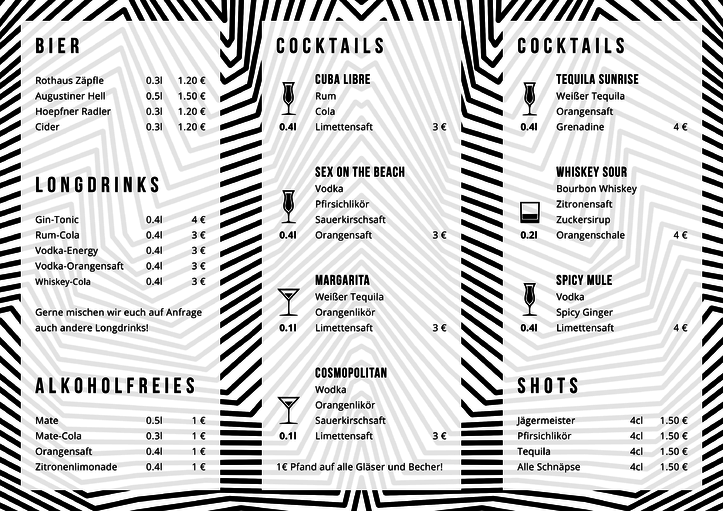 BIER
Rothaus Zäpfle 0.3l 1.20 €
Augustiner Hell 0.5l 1.50 €
Hoepfner Radler 0.3l 1.20 €
Cider 0.3l 1.20 €
LONGDRINKS
Gin-Tonic 0.4l 4 €
Rum-Cola 0.4l 3 €
Vodka-Energy 0.4l 3 €
Vodka-Orangensaft 0.4l 3 €
Whiskey-Cola 0.4l 3 €
Gerne mischen wir euch auf Anfrage
auch andere Longdrinks!
ALKOHOLFREIES
Mate 0.5l 1 €
Mate-Cola 0.3l 1 €
Orangensaft 0.4l 1 €
Zitronenlimonade 0.4l 1 €
COCKTAILS
CUBA LIBRE
Rum
Cola
0.4l Limettensaft 3 €
SEX ON THE BEACH
Vodka
Pfirsichlikör
Sauerkirschsaft
0.4l Orangensaft 3 €
MARGARITA
Weißer Tequila
Orangenlikör
0.1l Limettensaft 3 €
COSMOPOLITAN
Wodka
Orangenlikör
Sauerkirschsaft
0.1l Limettensaft 3 €
1€ Pfand auf alle Gläser und Becher!
COCKTAILS
TEQUILA SUNRISE
Weißer Tequila
Orangensaft
0.4l Grenadine 4 €
WHISKEY SOUR
Bourbon Whiskey
Zitronensaft
Zuckersirup
0.2l Orangenschale 4 €
SPICY MULE
Vodka
Spicy Ginger
0.4l Limettensaft 4 €
SHOTS
Jägermeister 4cl 1.50 €
Pfirsichlikör 4cl 1.50 €
Tequila 4cl 1.50 €
Alle Schnäpse 4cl 1.50 €